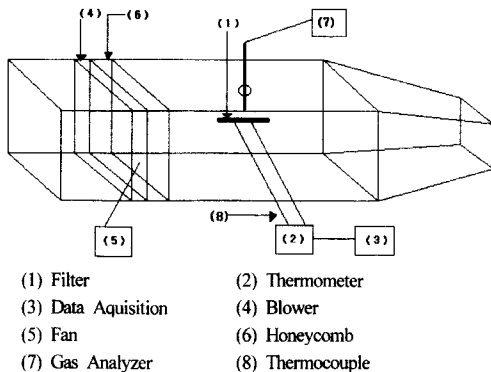 (4) (6) (1) (7)
(8)
(5) (2) (3)
(1) Filter (2) Thermometer
(3) Data Aquisition (4) Blower
(5) Fan (6) Honeycomb
(7) Gas Analyzer (8) Thermocouple